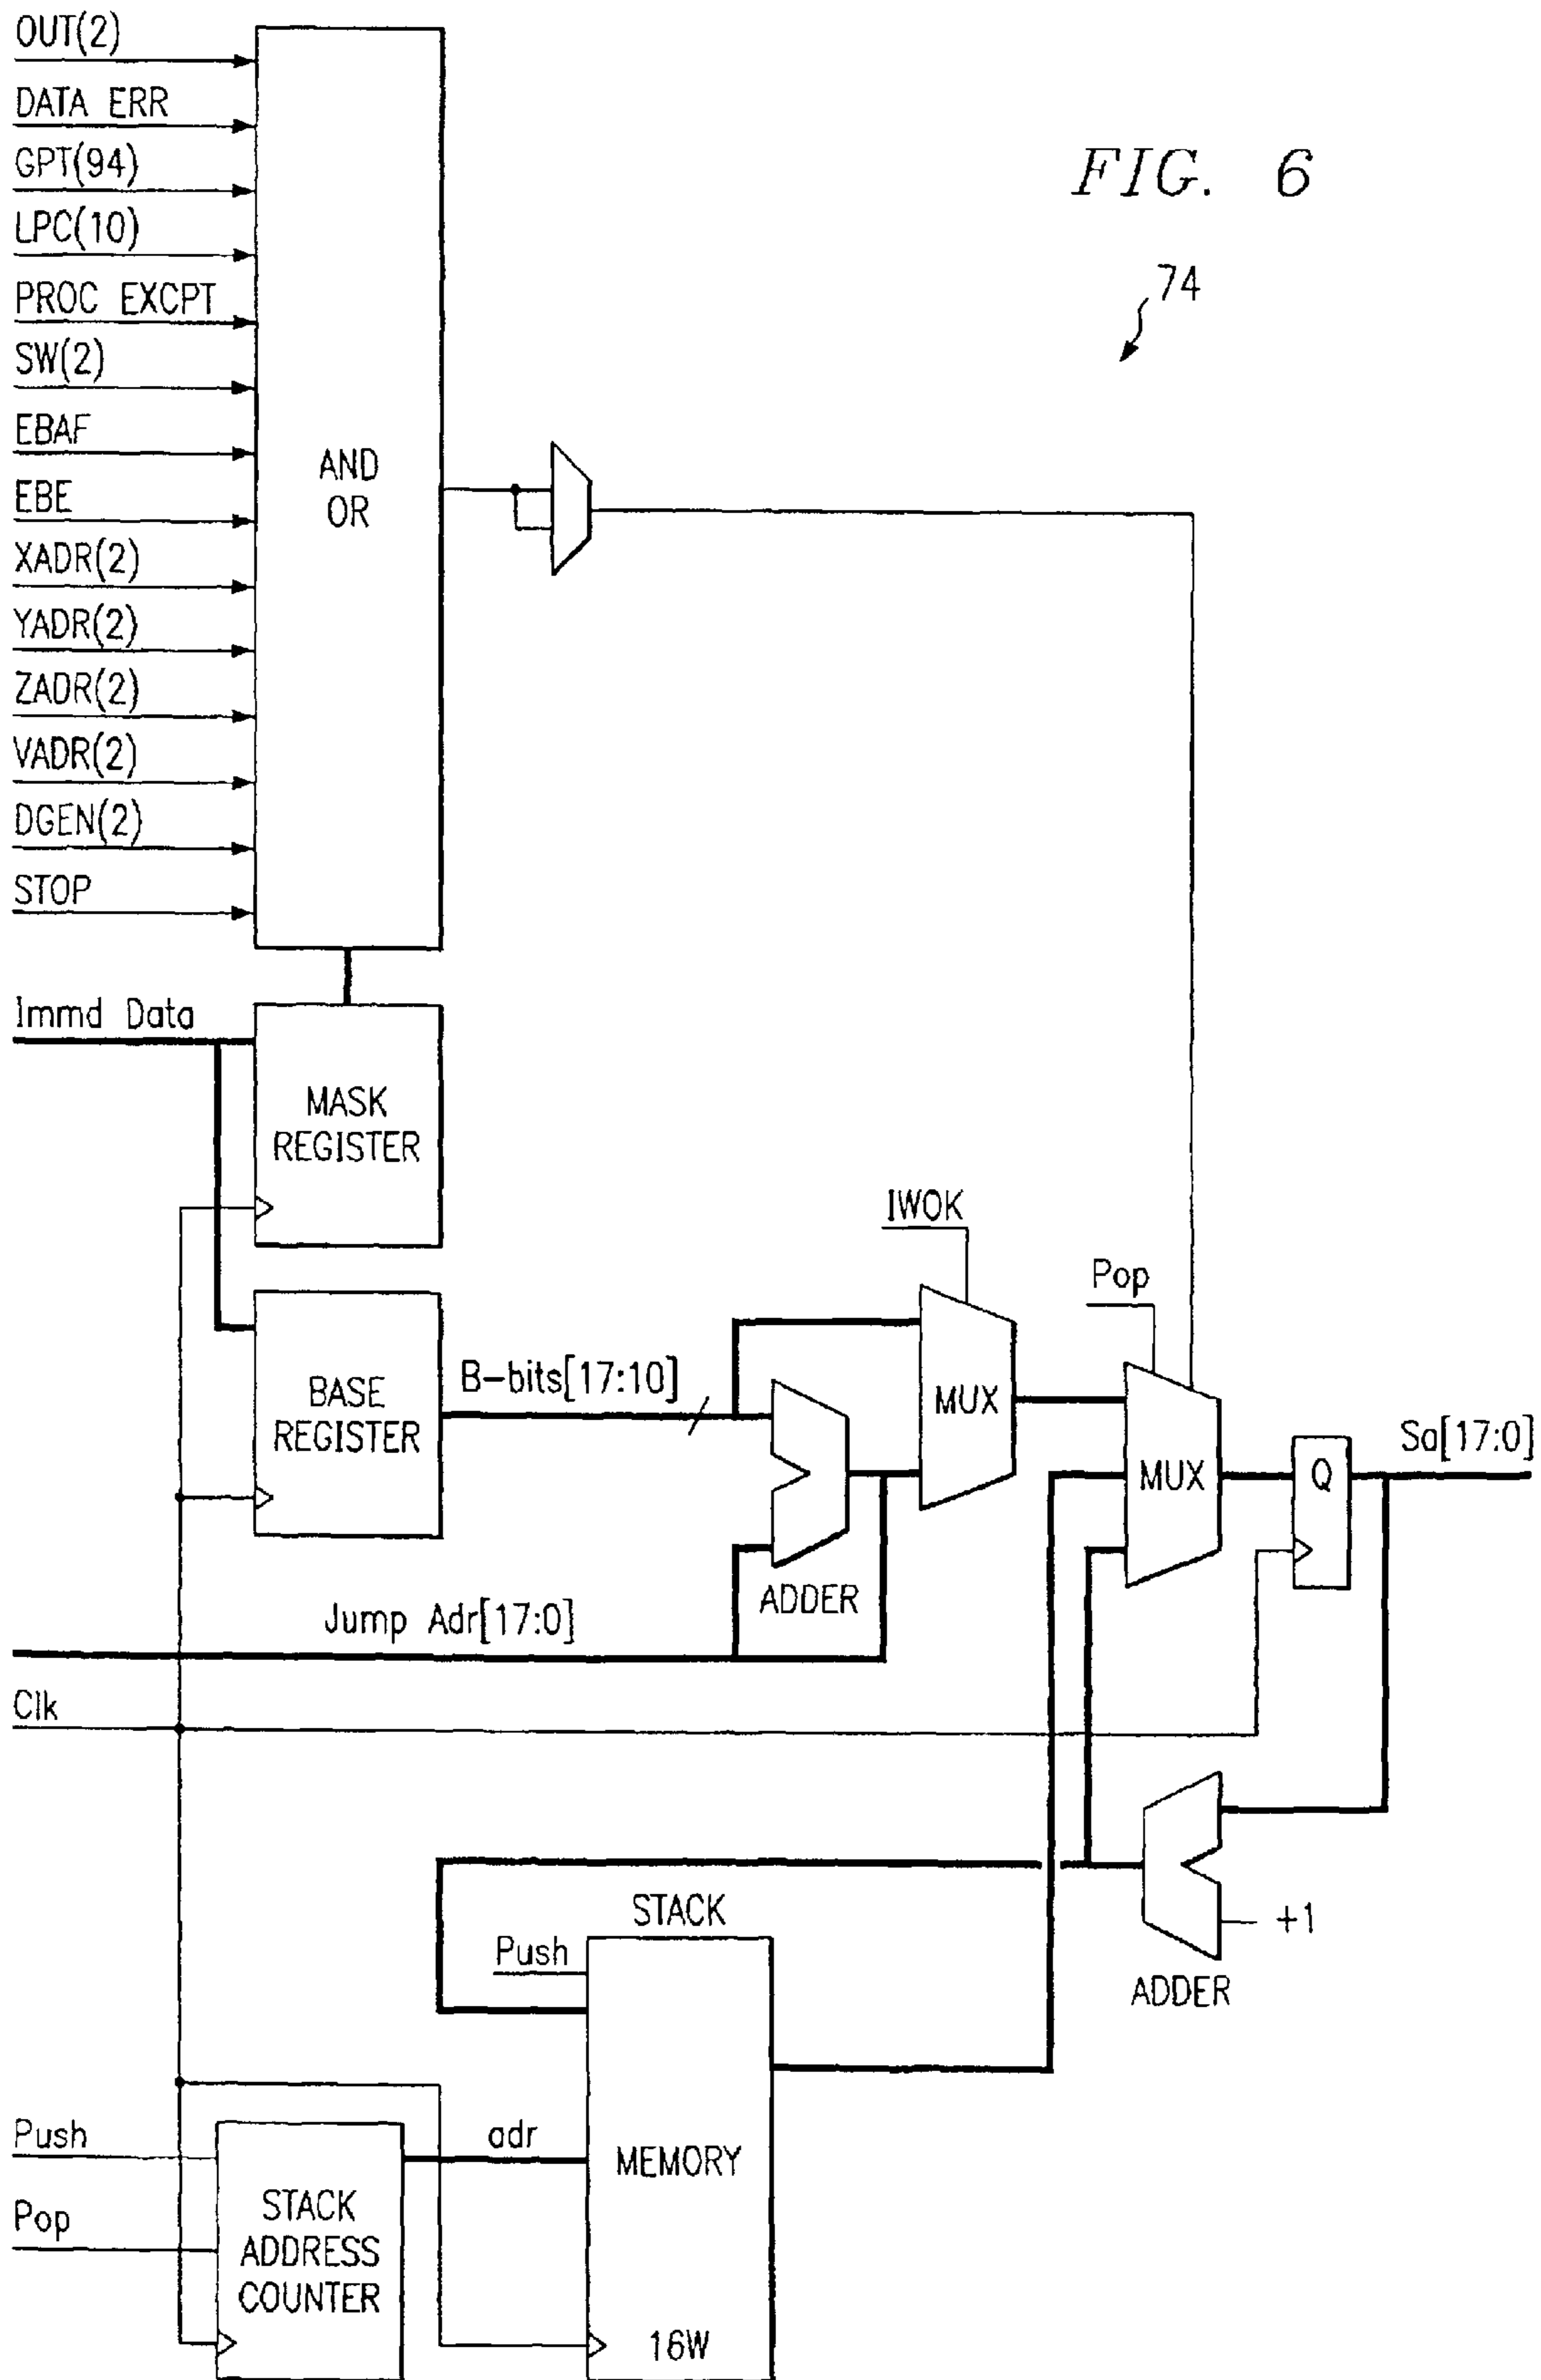 OUT(2)
DATA ERR
GPT(94)
LPC(10)
PROC EXCPT
SW(2)
EBAF
EBE
XADR(2)
YADR(2)
ZADR(2)
VADR(2)
DGEN(2)
STOP
AND
OR
FIG. 6
74
Immd Data
MASK
REGISTER
BASE
REGISTER
B-bits[17:10]
IWOK
MUX
Pop
MUX
Q
Sa[17:0]
ADDER
Jump Adr[17:0]
Clk
+1
ADDER
STACK
Push
MEMORY
16W
adr
Push
Pop
STACK
ADDRESS
COUNTER